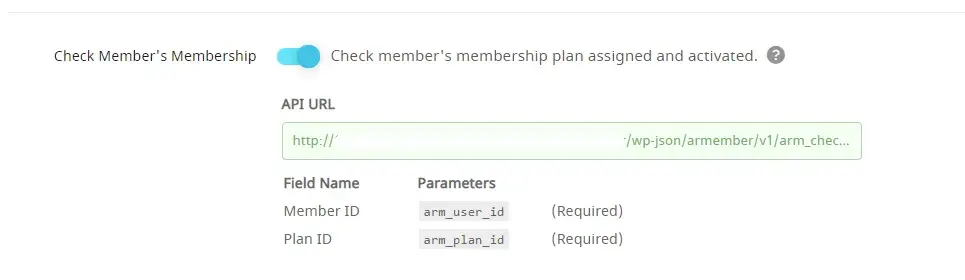 Check Member's Membership Check member's membership plan assigned and activated. ?
API URL
http:// /wp-json/armember/v1/arm_chec...
Field Name Parameters
Member ID arm_user_id (Required)
Plan ID arm_plan_id (Required)